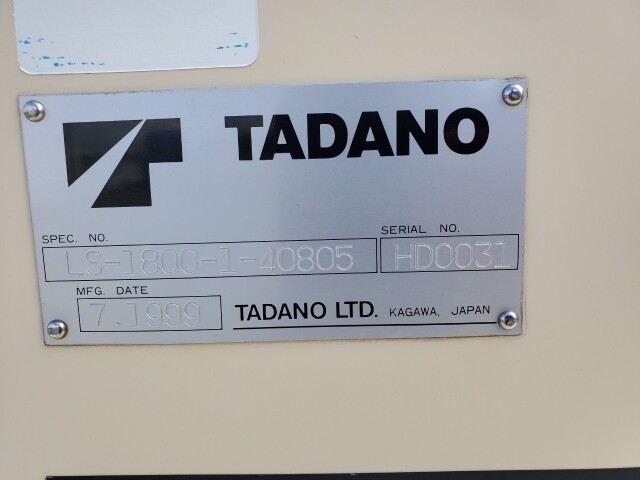 TADANO
SPEC. NO. SERIAL NO.
LS-1800-1-40805 HD0031
MFG. DATE
7.1999 TADANO LTD. KAGAWA, JAPAN